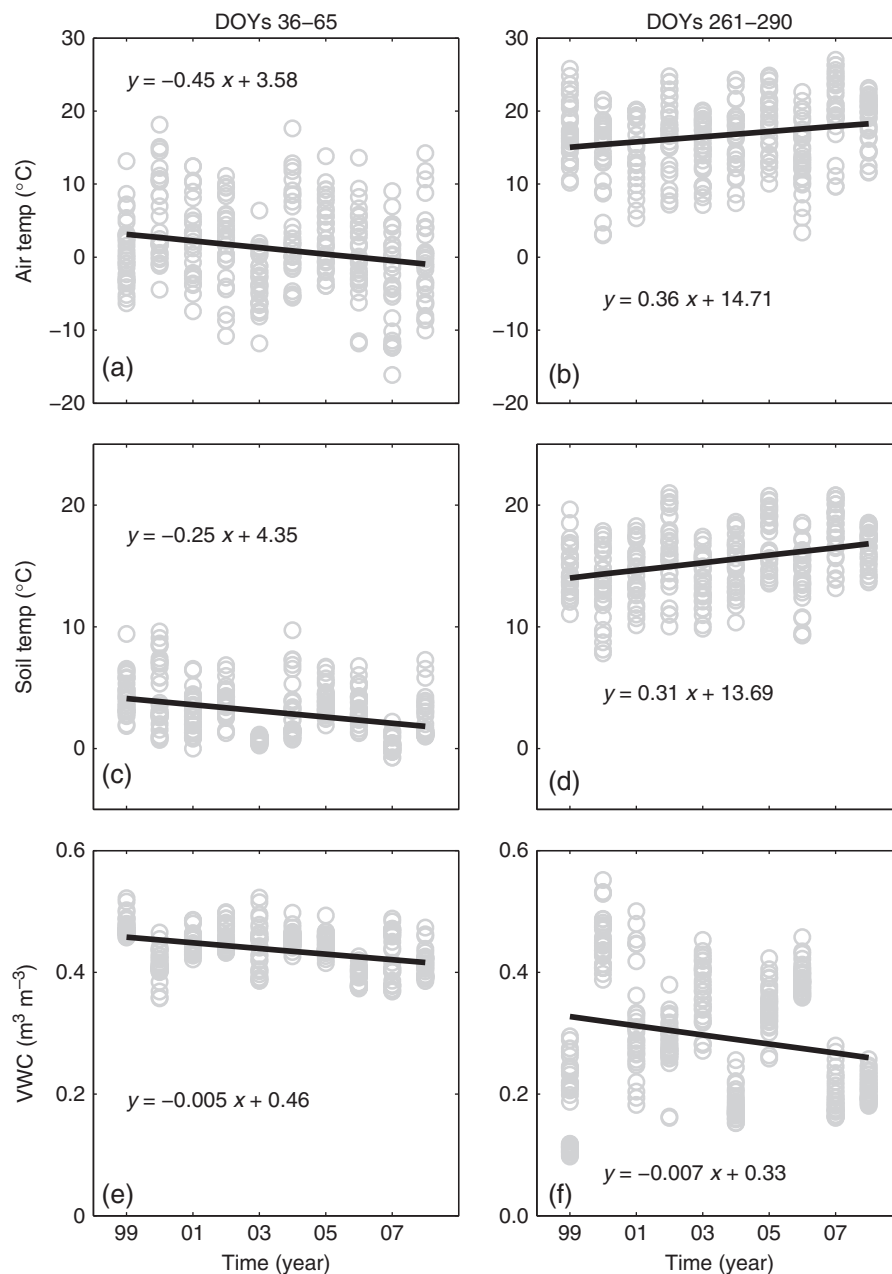 DOYs 36–65
DOYs 261–290
30
20
10
0
−10
−20
Air temp (°C)
y = −0.45 x + 3.58
(a)
30
20
10
0
−10
−20
y = 0.36 x + 14.71
(b)
20
10
0
Soil temp (°C)
y = −0.25 x + 4.35
(c)
20
10
0
y = 0.31 x + 13.69
(d)
0.6
0.4
0.2
0
VWC (m³ m⁻³)
y = −0.005 x + 0.46
(e)
99 01 03 05 07
Time (year)
0.6
0.4
0.2
0.0
y = −0.007 x + 0.33
(f)
99 01 03 05 07
Time (year)